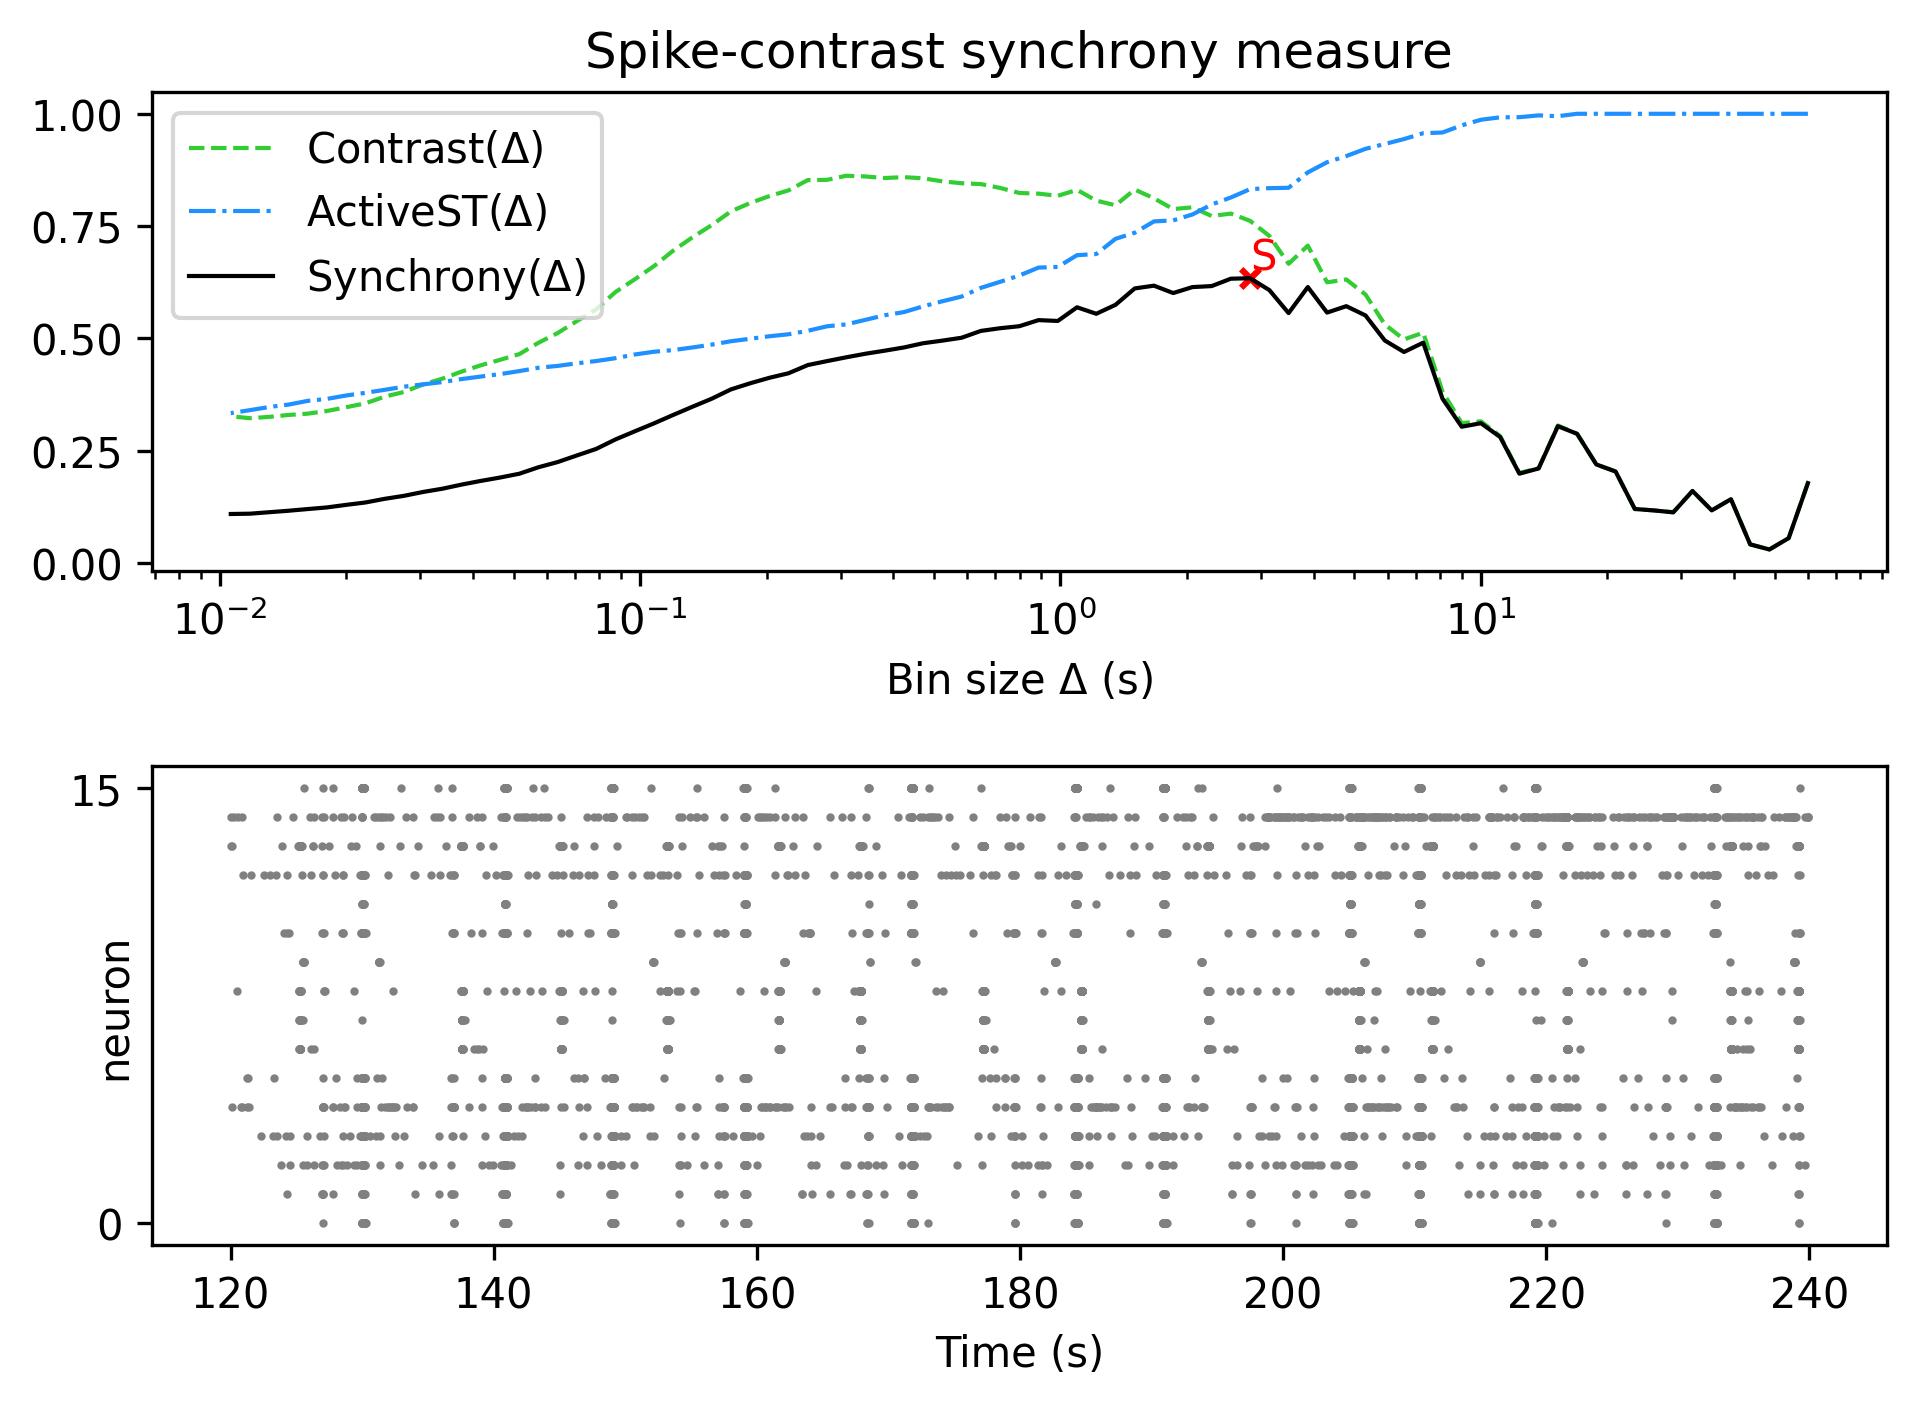 Spike-contrast synchrony measure
1.00
0.75
0.50
0.25
0.00
Contrast(Δ)
ActiveST(Δ)
Synchrony(Δ)
S
10⁻² 10⁻¹ 10⁰ 10¹
Bin size Δ (s)
15
0
neuron
120 140 160 180 200 220 240
Time (s)